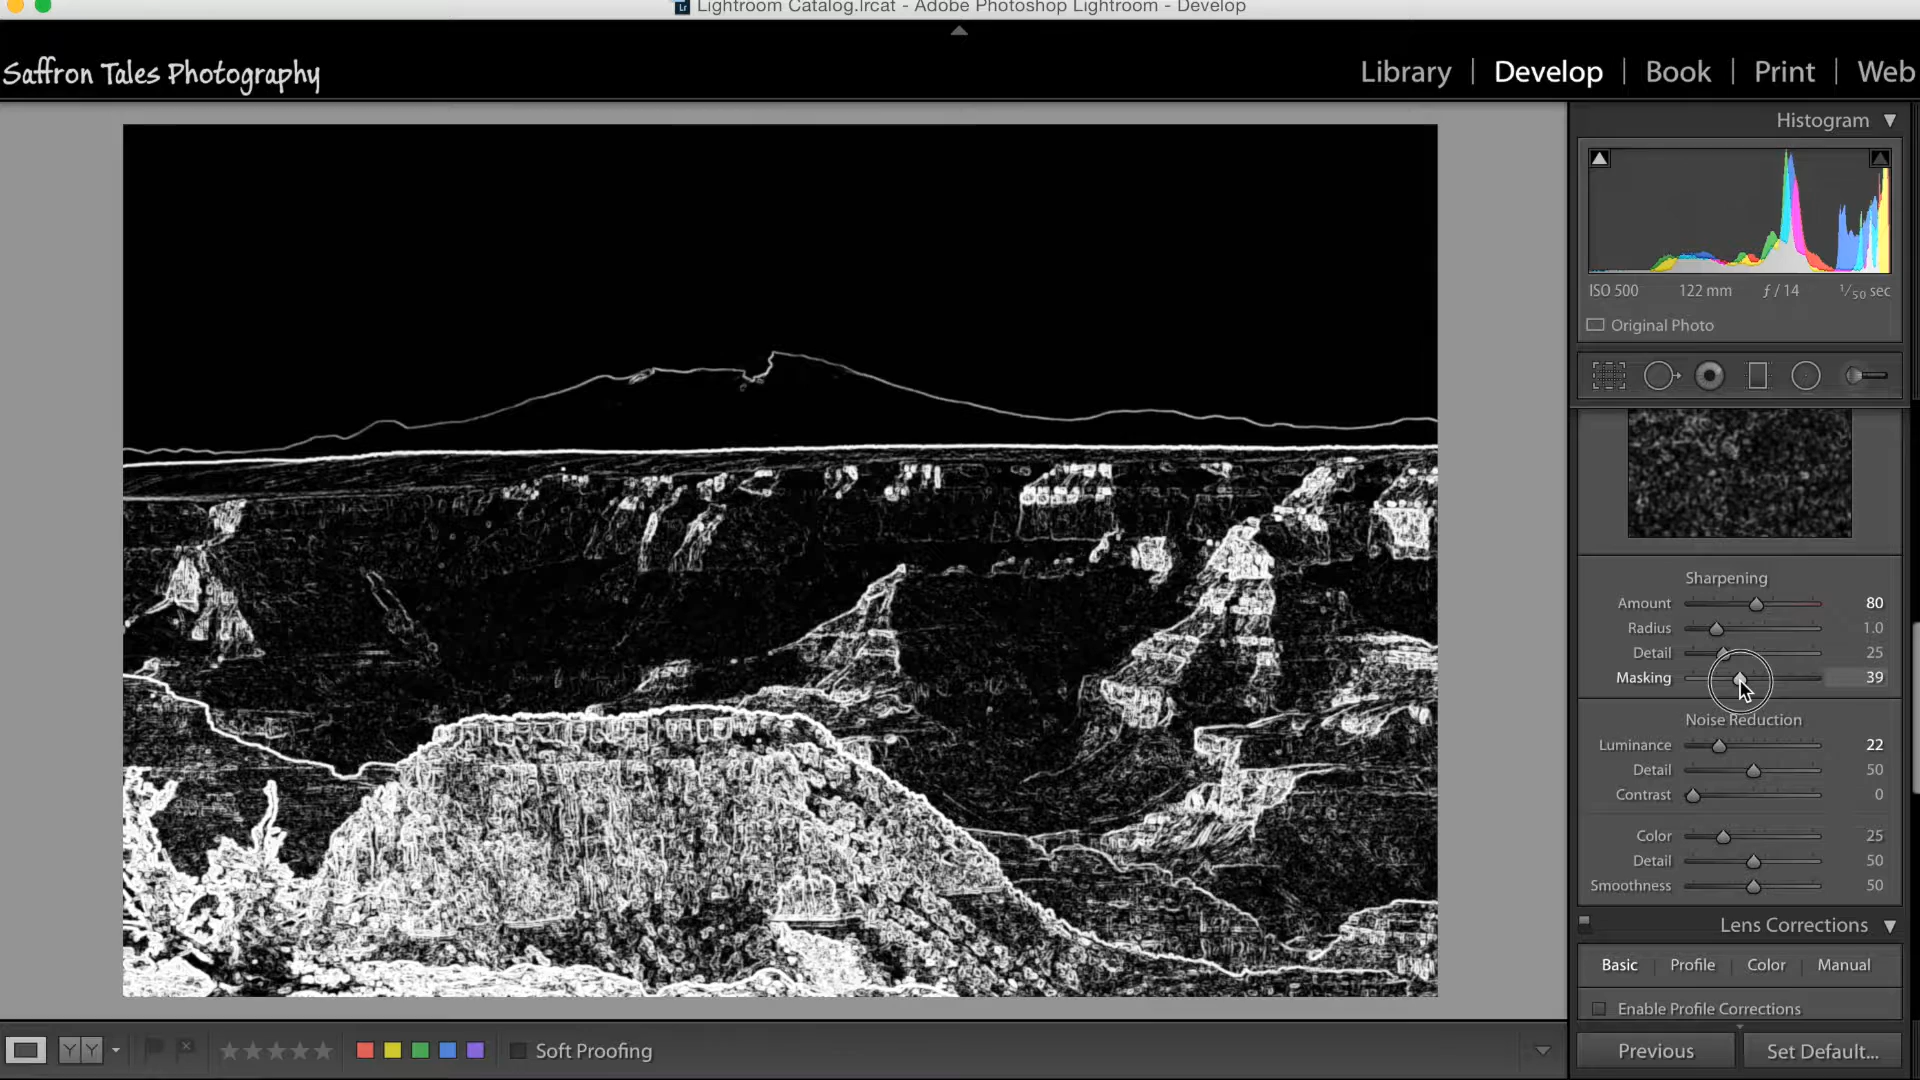 Lightroom Catalog.lrcat - Adobe Photoshop Lightroom - Develop
Saffron Tales Photography
Library | Develop | Book | Print | Web
Histogram
ISO 500 122 mm ƒ / 14 1/50 sec
Original Photo
Sharpening
Amount 80
Radius 1.0
Detail 25
Masking 39
Noise Reduction
Luminance 22
Detail 50
Contrast 0
Color 25
Detail 50
Smoothness 50
Lens Corrections
Basic | Profile | Color | Manual
Enable Profile Corrections
Y Y Soft Proofing Previous Set Default...